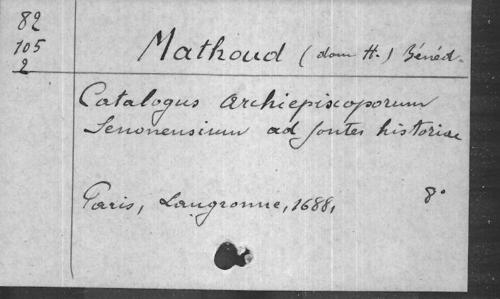 82
105
2
Mathoud (dom H.) Bénéd.
Catalogus archiepiscoporum
Senonensium ad fontes historiae
Paris, Langronne, 1688, 8°